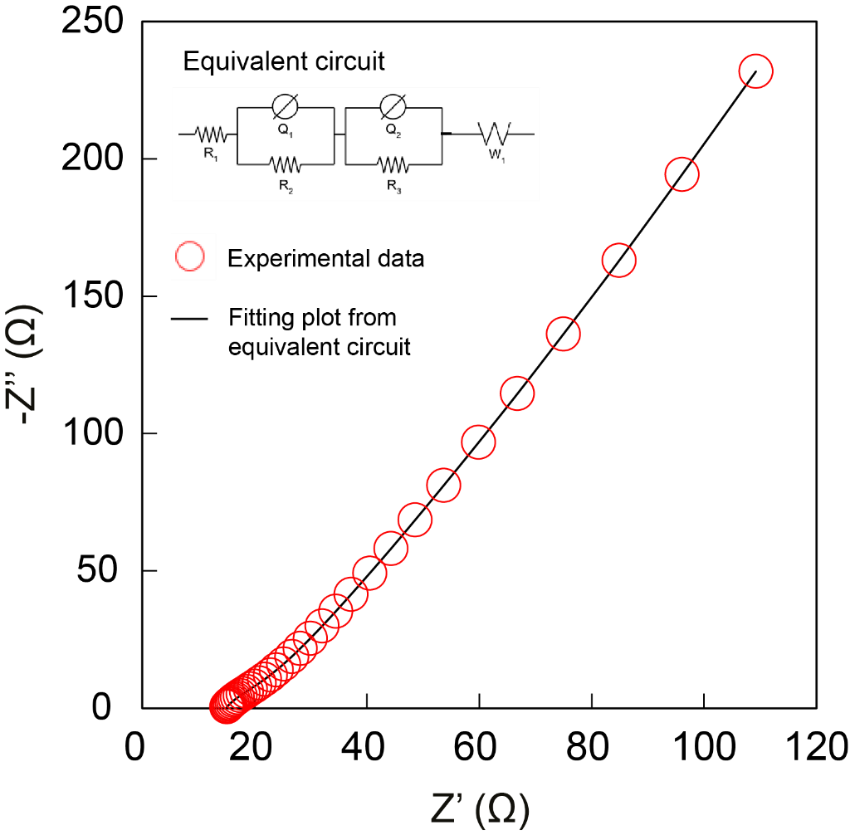 250
Equivalent circuit
Q1
Q2
R1
W1
R2
R3
200
Experimental data
Fitting plot from
equivalent circuit
150
100
50
0
-Z” (Ω)
0
20
40
60
80
100
120
Z’ (Ω)